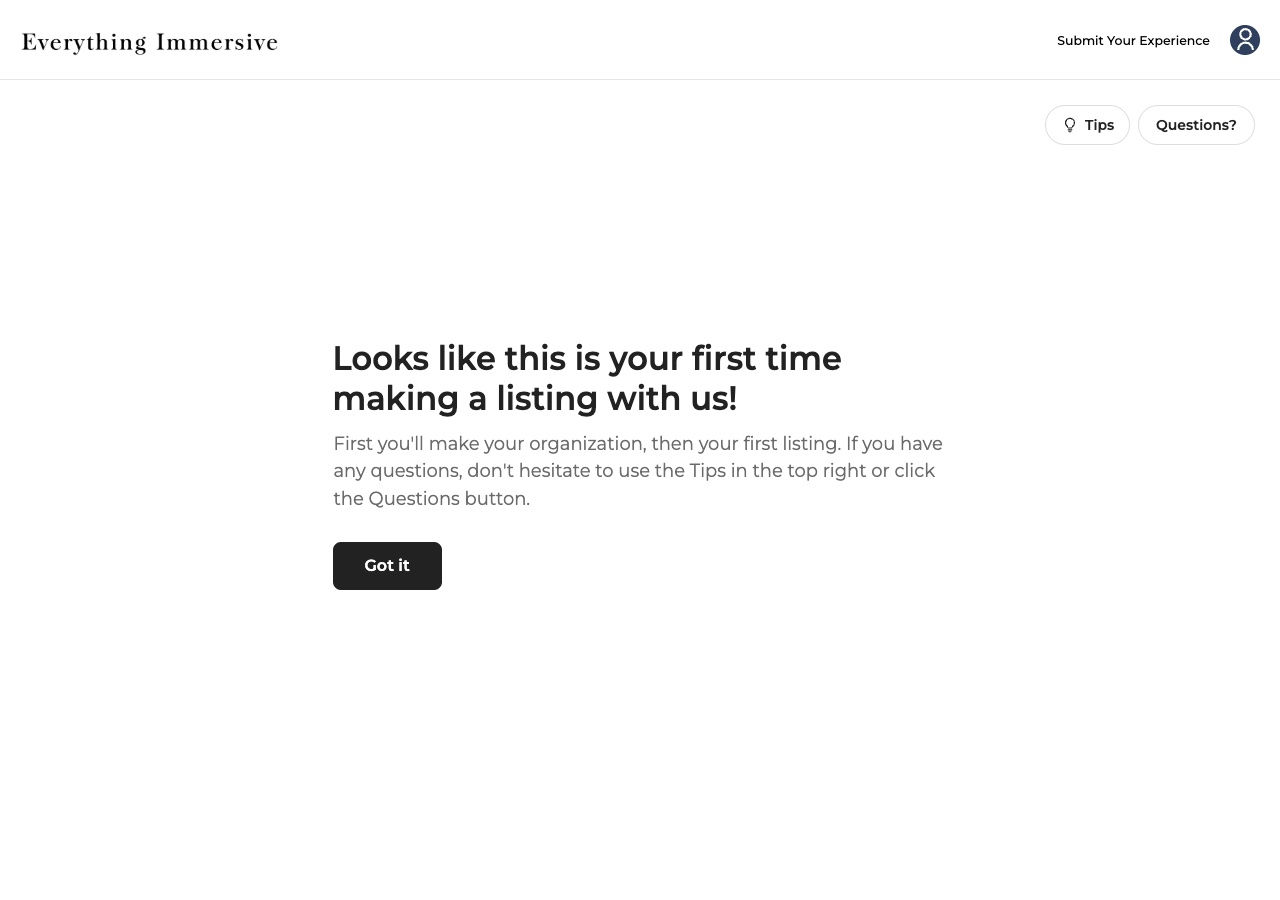 Everything Immersive
Submit Your Experience
Tips
Questions?
Looks like this is your first time
making a listing with us!
First you'll make your organization, then your first listing. If you have
any questions, don't hesitate to use the Tips in the top right or click
the Questions button.
Got it